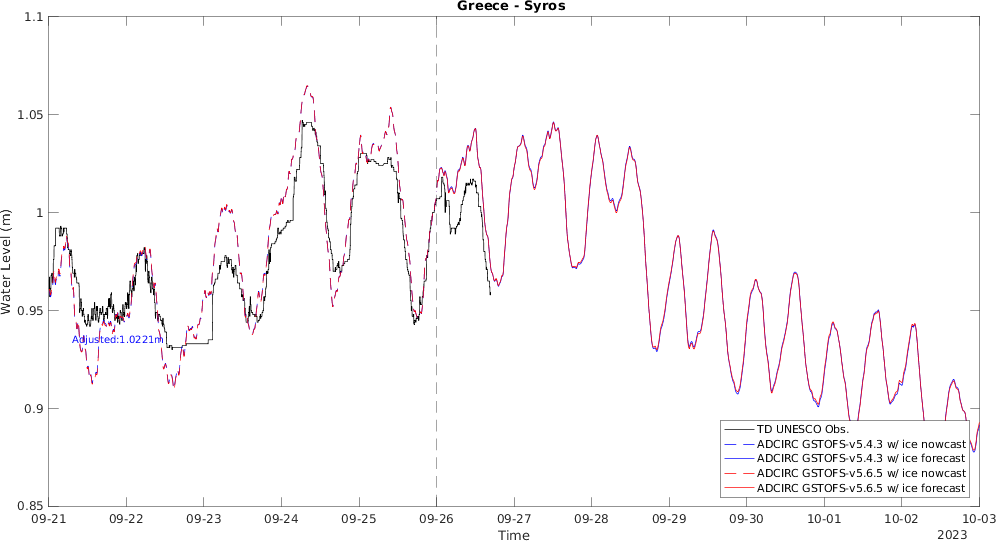 Greece - Syros
1.1
1.05
1
0.95
0.9
0.85
Water Level (m)
Adjusted:1.0221m
TD UNESCO Obs.
ADCIRC GSTOFS-v5.4.3 w/ ice nowcast
ADCIRC GSTOFS-v5.4.3 w/ ice forecast
ADCIRC GSTOFS-v5.6.5 w/ ice nowcast
ADCIRC GSTOFS-v5.6.5 w/ ice forecast
09-21 09-22 09-23 09-24 09-25 09-26 09-27 09-28 09-29 09-30 10-01 10-02 10-03
Time
2023